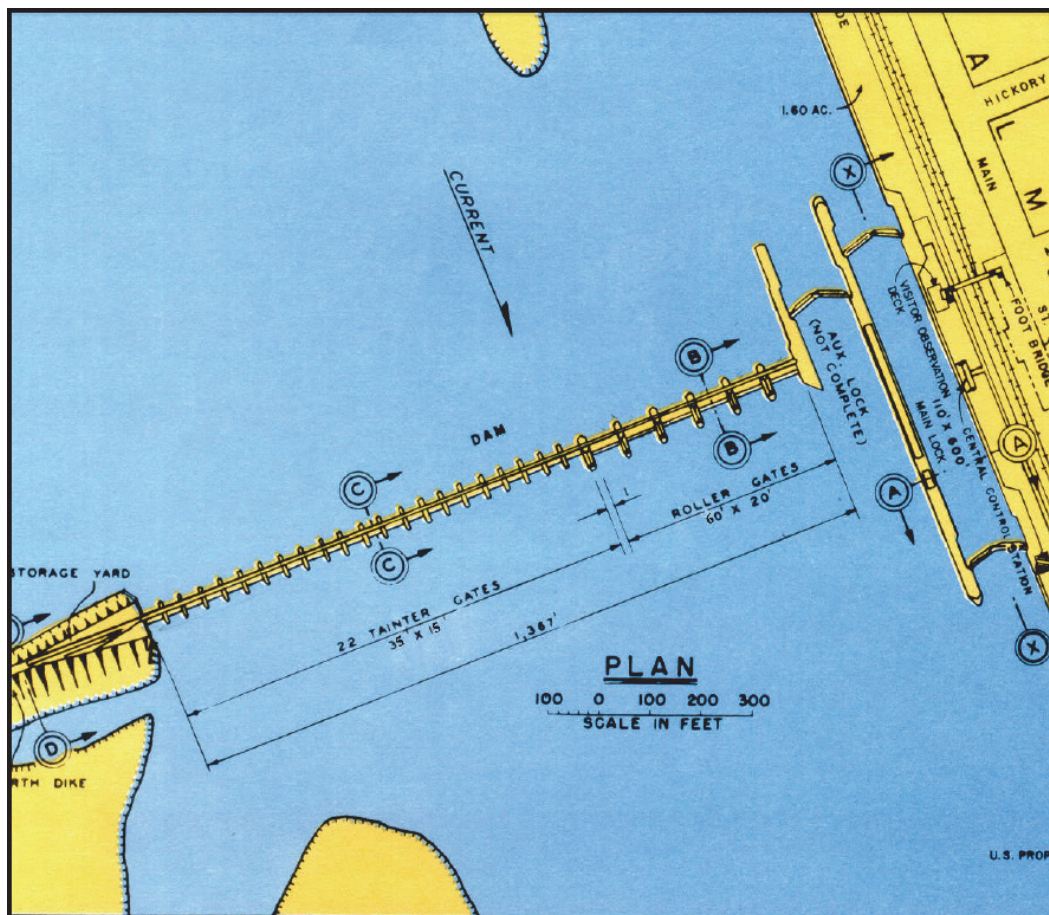 DE
A
HICKORY
1.60 AC.
L
MAIN
M
X
CURRENT
VISITOR OBSERVATION
DECK
FOOT BRIDGE
ST.
AUX. LOCK
(NOT COMPLETE)
110' X 600'
MAIN LOCK
CENTRAL CONTROL STATION
B
B
DAM
A
A
C
C
ROLLER GATES
60' X 20'
STORAGE YARD
22 TAINTER GATES
35' X 15'
1,367'
X
PLAN
100 0 100 200 300
SCALE IN FEET
D
RTH DIKE
U.S. PROP